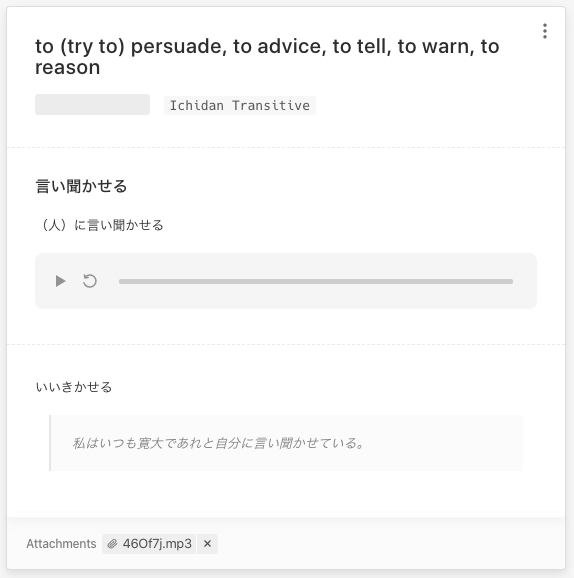 to (try to) persuade, to advice, to tell, to warn, to
reason
Ichidan Transitive
言い聞かせる
（人）に言い聞かせる
いいきかせる
私はいつも寛大であれと自分に言い聞かせている。
Attachments 46Of7j.mp3 ×